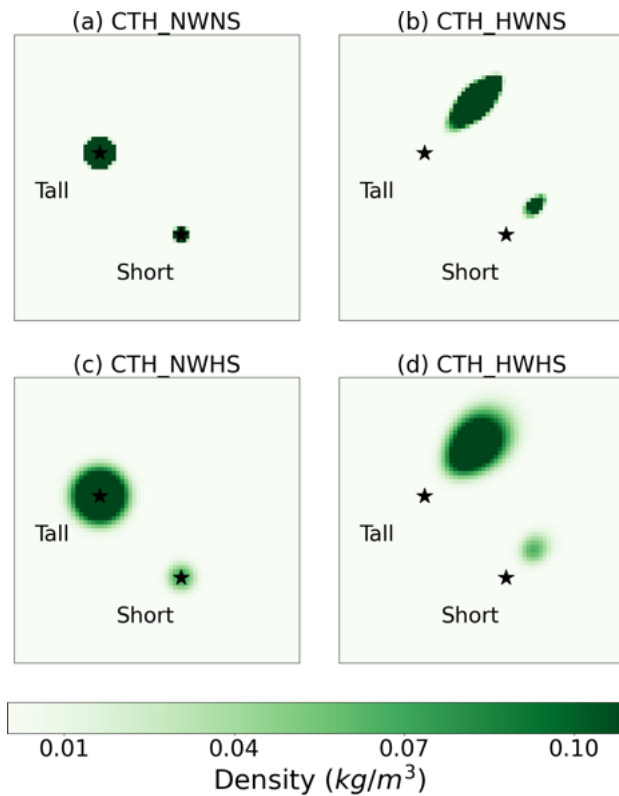 (a) CTH_NWNS
(b) CTH_HWNS
Tall
Short
Tall
Short
(c) CTH_NWHS
(d) CTH_HWHS
Tall
Short
Tall
Short
0.01 0.04 0.07 0.10
Density (kg/m³)